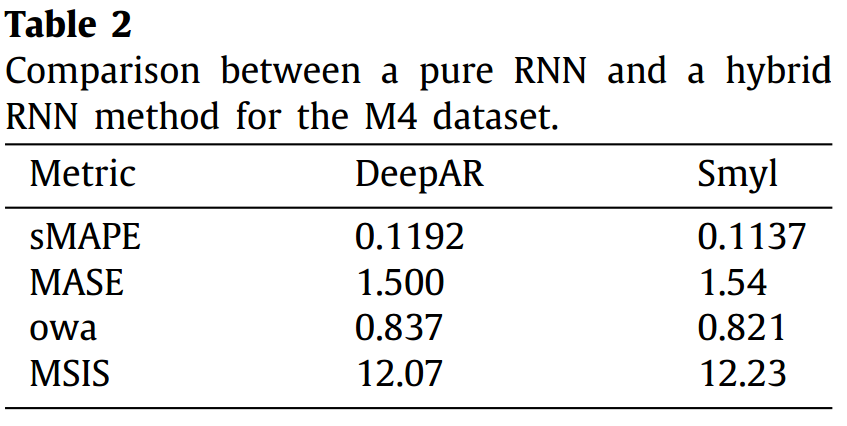 Table 2
Comparison between a pure RNN and a hybrid
RNN method for the M4 dataset.
Metric DeepAR Smyl
sMAPE 0.1192 0.1137
MASE 1.500 1.54
owa 0.837 0.821
MSIS 12.07 12.23